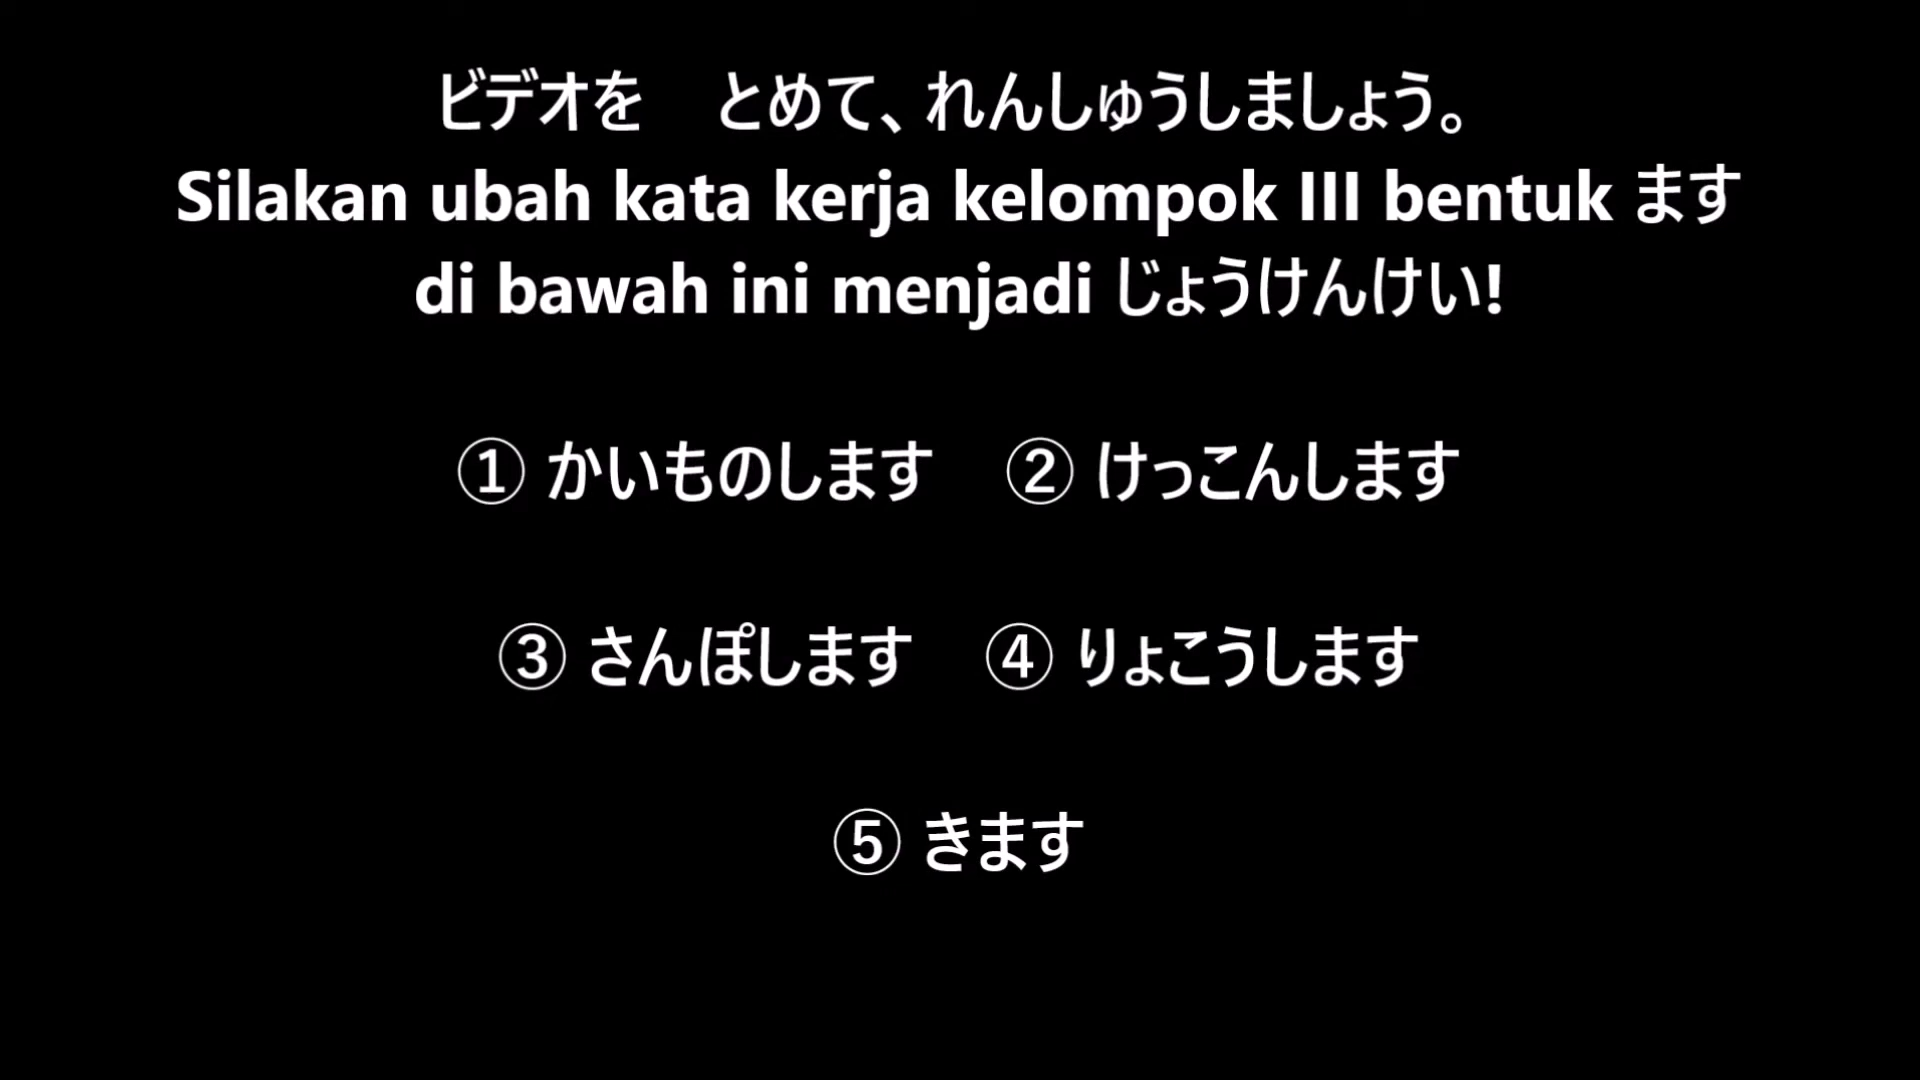 ビデオを　とめて、れんしゅうしましょう。
Silakan ubah kata kerja kelompok III bentuk ます
di bawah ini menjadi じょうけんけい!
① かいものします　② けっこんします
③ さんぽします　④ りょこうします
⑤ きます